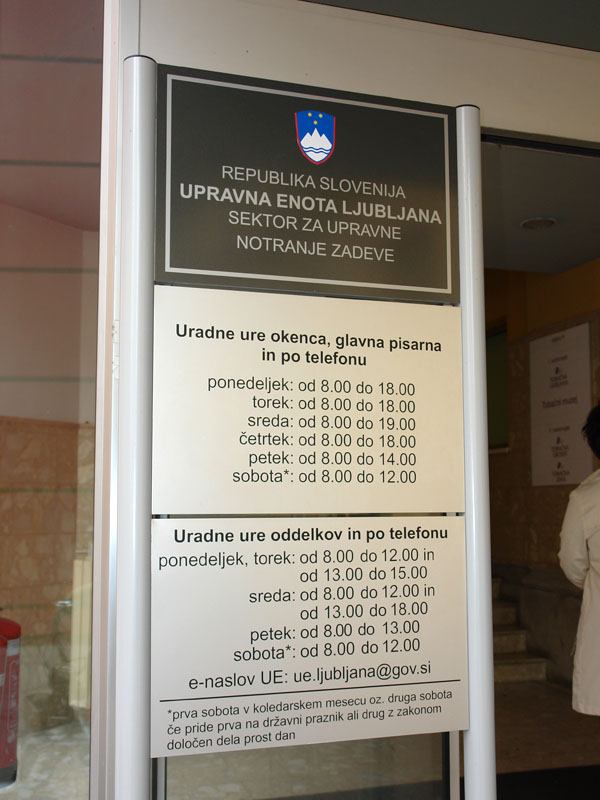 REPUBLIKA SLOVENIJA
UPRAVNA ENOTA LJUBLJANA
SEKTOR ZA UPRAVNE
NOTRANJE ZADEVE
Uradne ure okenca, glavna pisarna
in po telefonu
ponedeljek: od 8.00 do 18.00
torek: od 8.00 do 18.00
sreda: od 8.00 do 19.00
četrtek: od 8.00 do 18.00
petek: od 8.00 do 14.00
sobota*: od 8.00 do 12.00
Uradne ure oddelkov in po telefonu
ponedeljek, torek: od 8.00 do 12.00 in
od 13.00 do 15.00
sreda: od 8.00 do 12.00 in
od 13.00 do 18.00
petek: od 8.00 do 13.00
sobota*: od 8.00 do 12.00
e-naslov UE: ue.ljubljana@gov.si
*prva sobota v koledarskem mesecu oz. druga sobota
če pride prva na državni praznik ali drug z zakonom
določen dela prost dan
Tobačni muzej